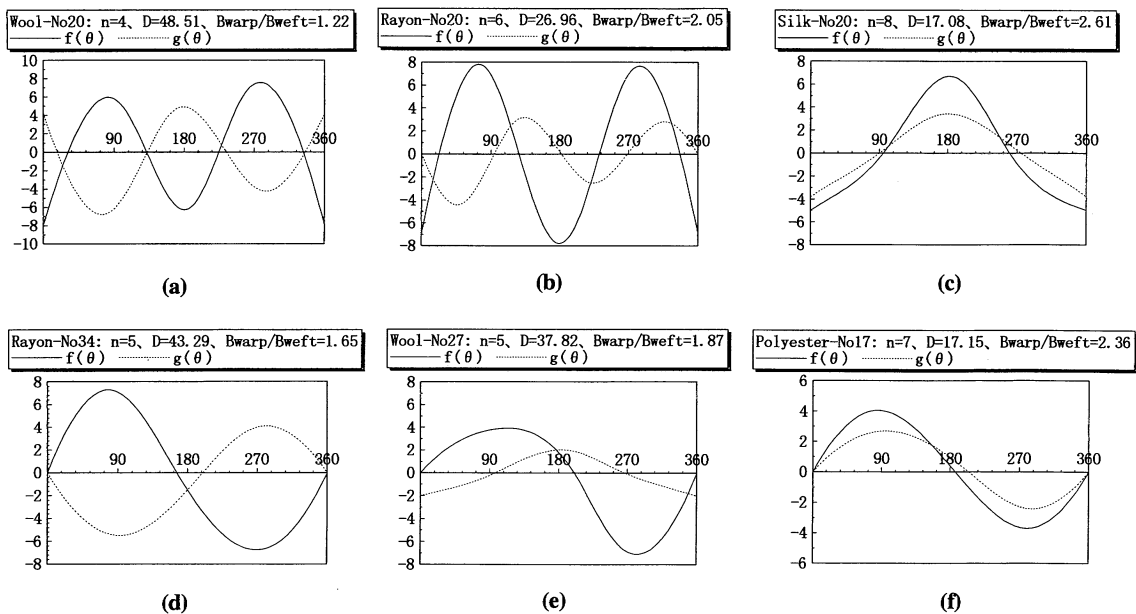 Wool-No20: n=4、D=48.51、Bwarp/Bweft=1.22
f(θ) g(θ)
10
8
6
4
2
0
-2
-4
-6
-8
-10
90 180 270 360
(a)
Rayon-No20: n=6、D=26.96、Bwarp/Bweft=2.05
f(θ) g(θ)
8
6
4
2
0
-2
-4
-6
-8
90 180 270 360
(b)
Silk-No20: n=8、D=17.08、Bwarp/Bweft=2.61
f(θ) g(θ)
8
6
4
2
0
-2
-4
-6
-8
90 180 270 360
(c)
Rayon-No34: n=5、D=43.29、Bwarp/Bweft=1.65
f(θ) g(θ)
8
6
4
2
0
-2
-4
-6
-8
90 180 270 360
(d)
Wool-No27: n=5、D=37.82、Bwarp/Bweft=1.87
f(θ) g(θ)
8
6
4
2
0
-2
-4
-6
-8
90 180 270 360
(e)
Polyester-No17: n=7、D=17.15、Bwarp/Bweft=2.36
f(θ) g(θ)
6
4
2
0
-2
-4
-6
90 180 270 360
(f)